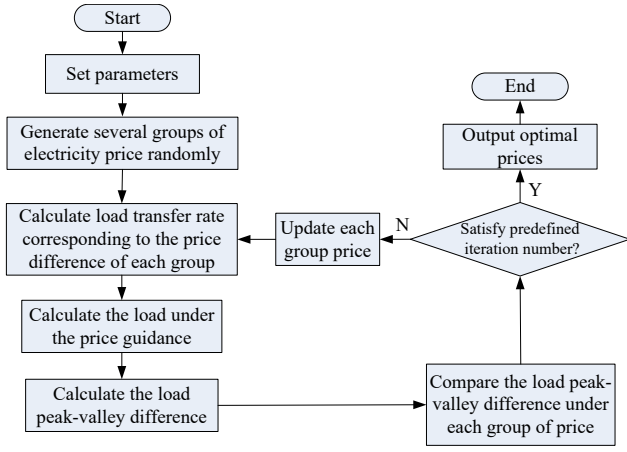 Start
Set parameters
Generate several groups of
electricity price randomly
Calculate load transfer rate
corresponding to the price
difference of each group
Calculate the load under
the price guidance
Calculate the load
peak-valley difference
Compare the load peak-
valley difference under
each group of price
Satisfy predefined
iteration number?
N
Update each
group price
Y
Output optimal
prices
End